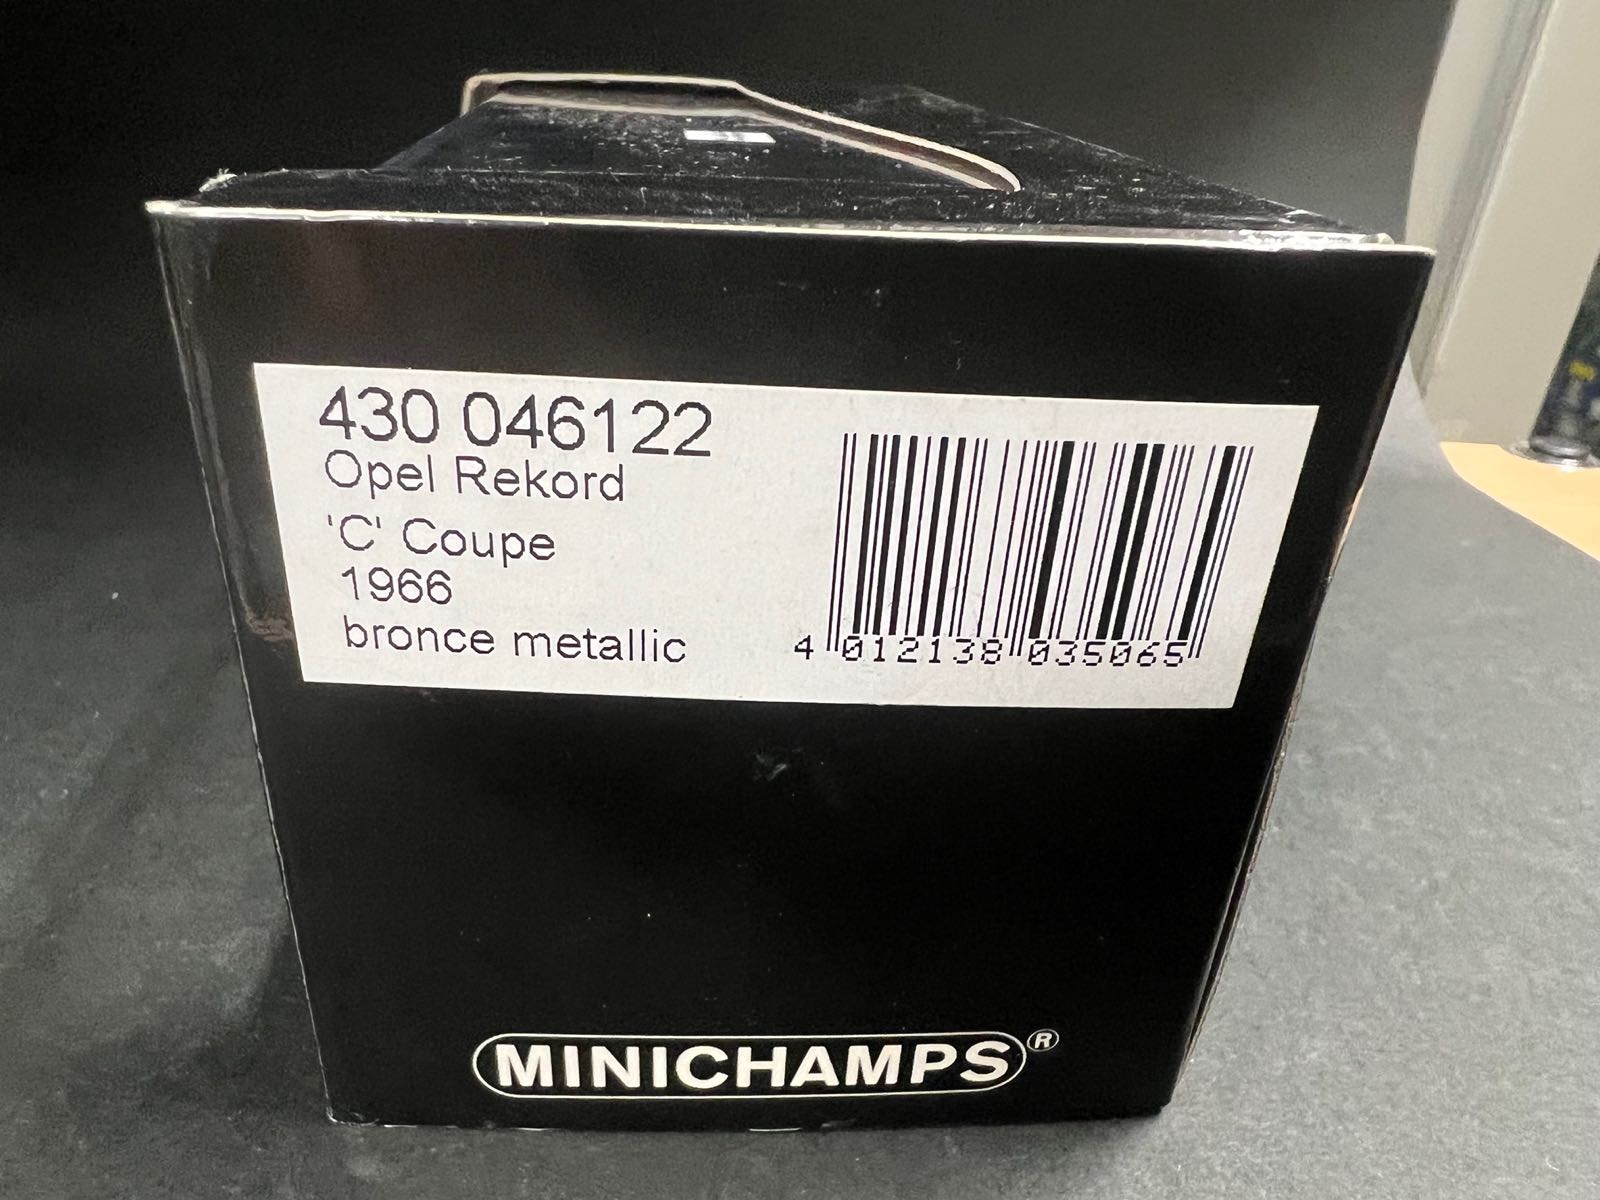 430 046122
Opel Rekord
'C' Coupe
1966
bronce metallic
4 012138 035065
MINICHAMPS®